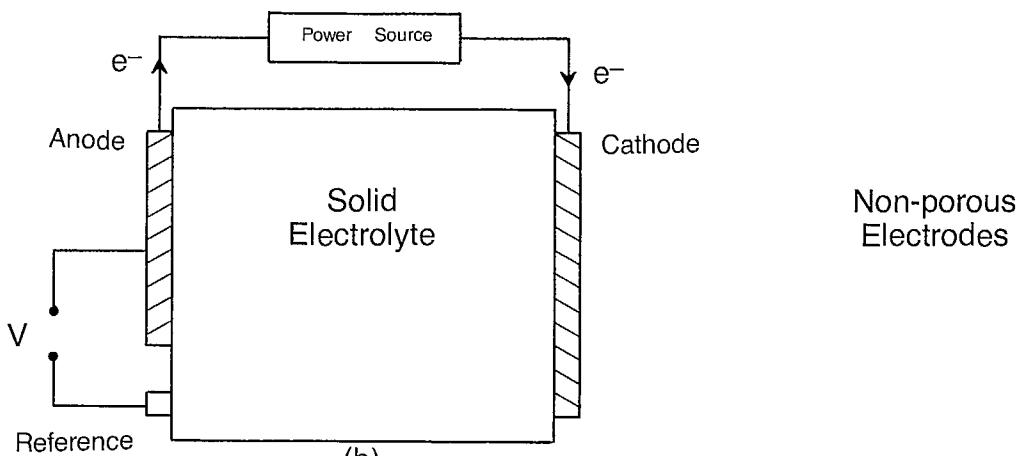 Power Source
e–
e–
Anode
Cathode
Solid
Electrolyte
Non-porous
Electrodes
V
Reference
(b)